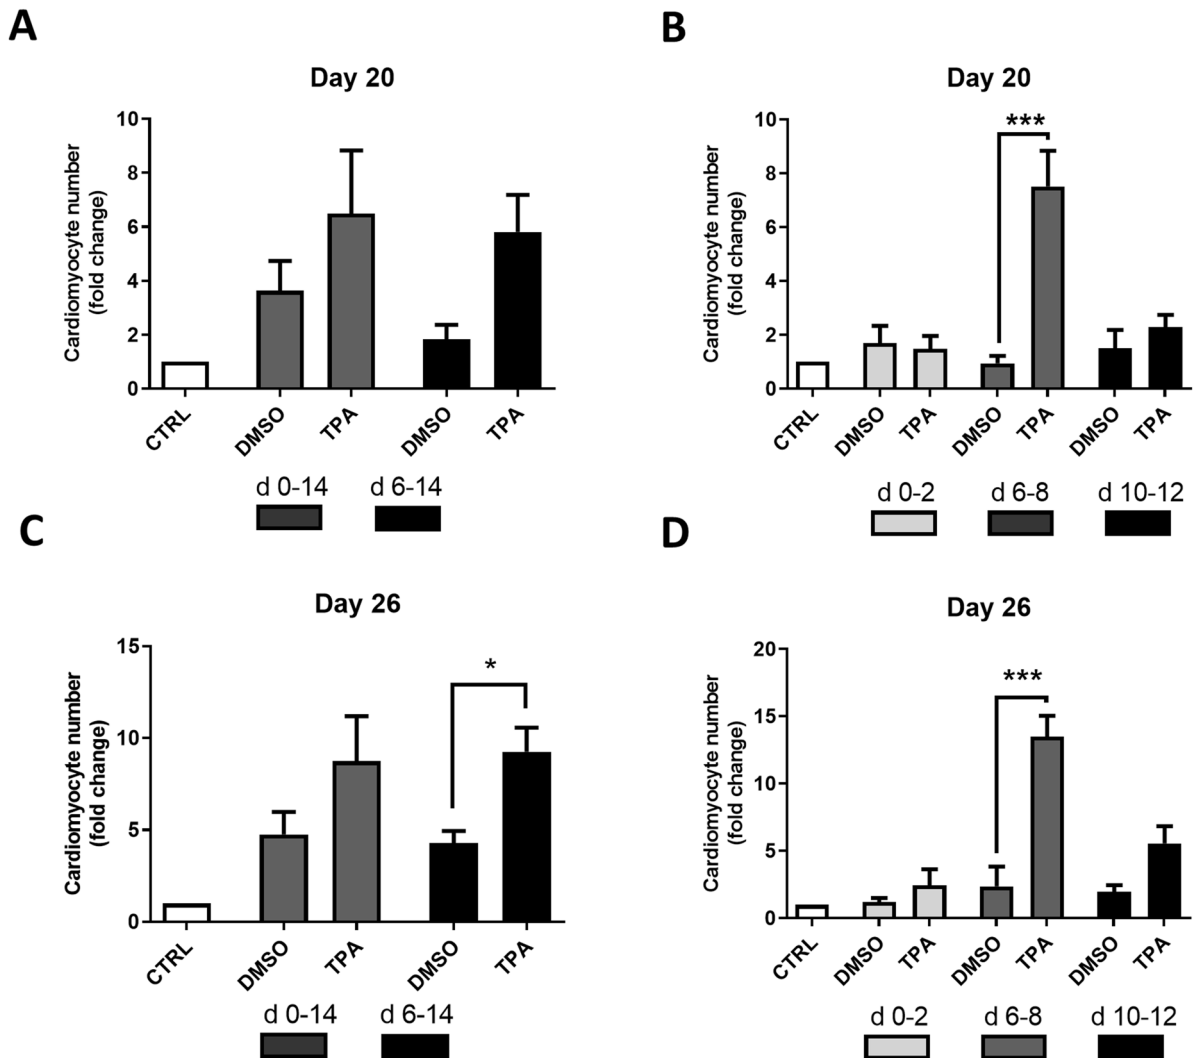 A
Day 20
Cardiomyocyte number
(fold change)
10
8
6
4
2
0
CTRL
DMSO
TPA
DMSO
TPA
d 0-14
d 6-14
B
Day 20
Cardiomyocyte number
(fold change)
10
8
6
4
2
0
***
CTRL
DMSO
TPA
DMSO
TPA
DMSO
TPA
d 0-2
d 6-8
d 10-12
C
Day 26
Cardiomyocyte number
(fold change)
15
10
5
0
*
CTRL
DMSO
TPA
DMSO
TPA
d 0-14
d 6-14
D
Day 26
Cardiomyocyte number
(fold change)
20
15
10
5
0
***
CTRL
DMSO
TPA
DMSO
TPA
DMSO
TPA
d 0-2
d 6-8
d 10-12